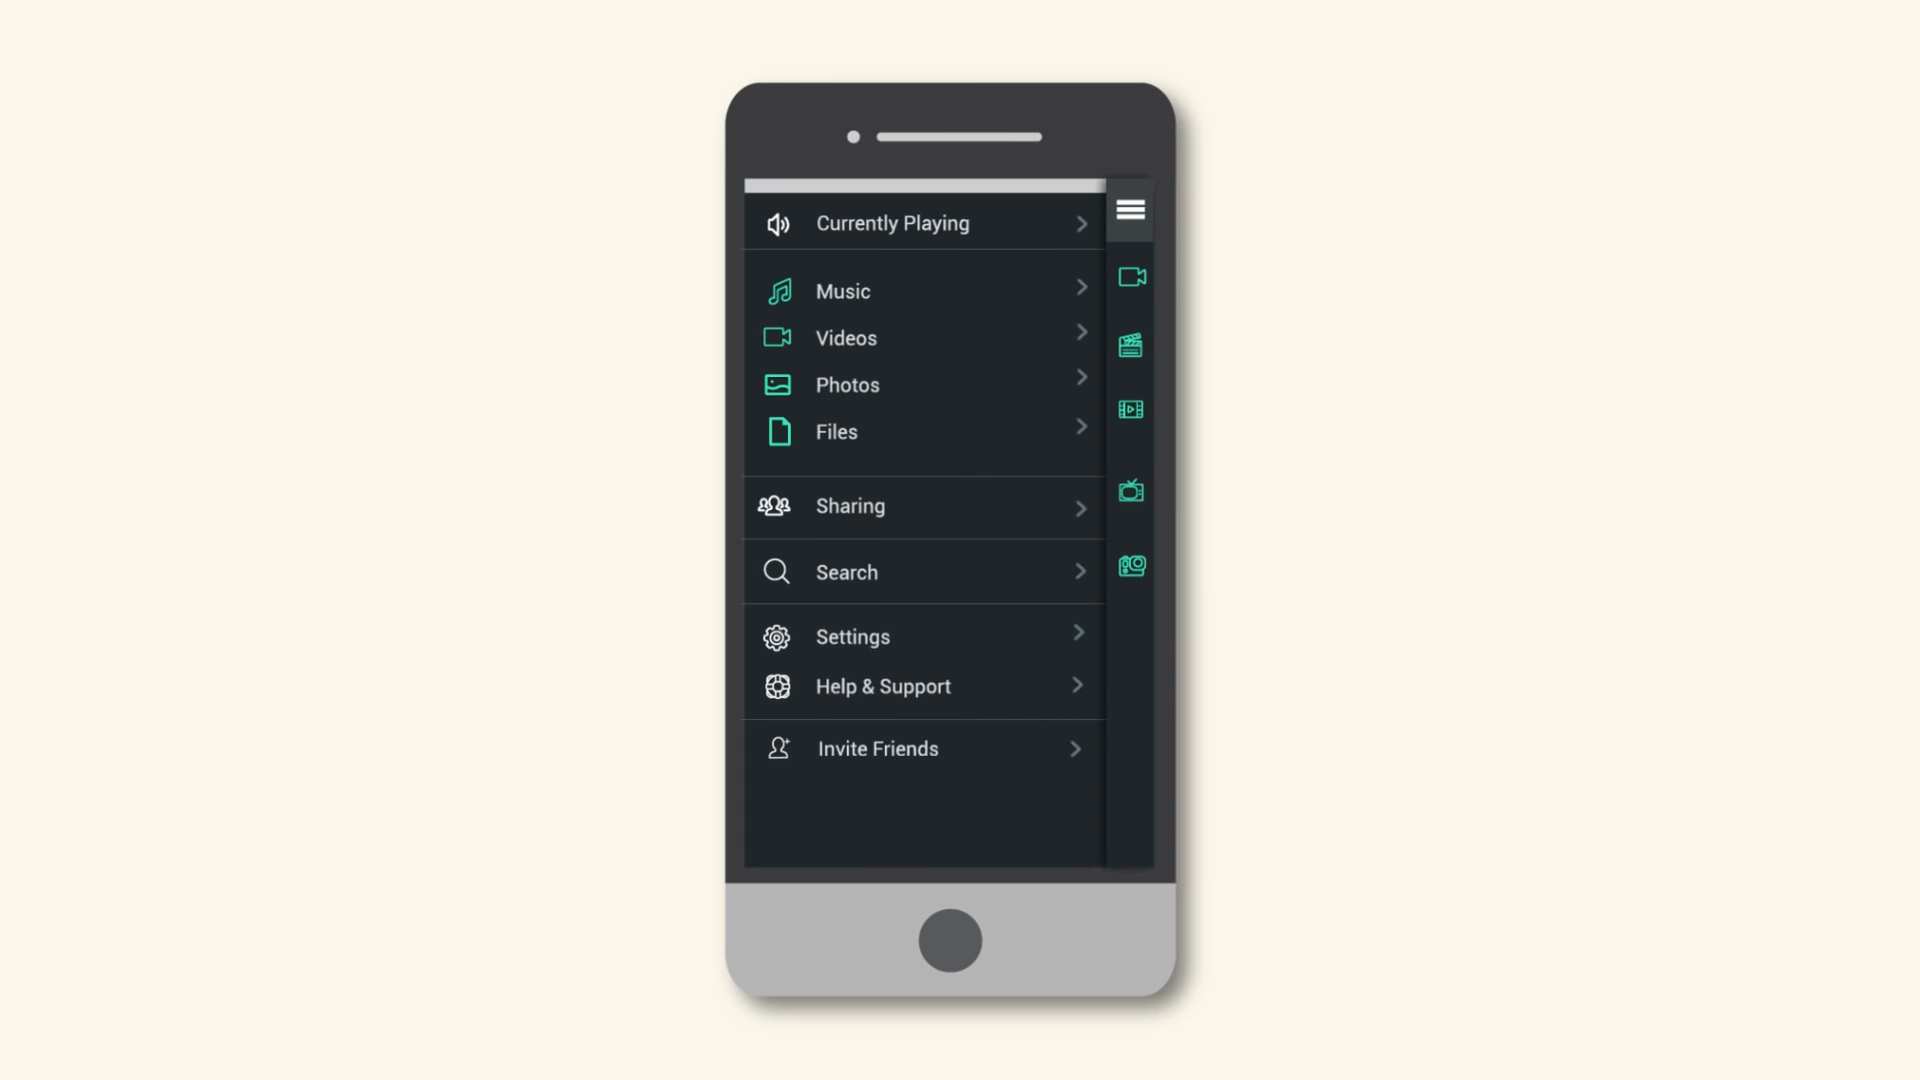 Currently Playing
Music
Videos
Photos
Files
Sharing
Search
Settings
Help & Support
Invite Friends